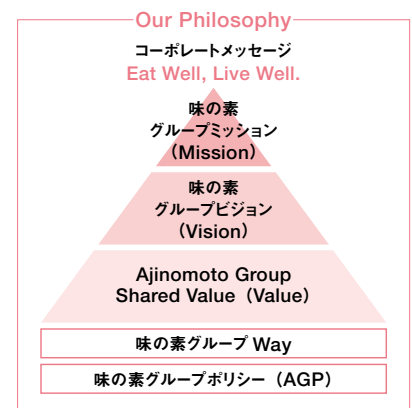 Our Philosophy
コーポレートメッセージ
Eat Well, Live Well.
味の素
グループミッション
（Mission）
味の素
グループビジョン
（Vision）
Ajinomoto Group
Shared Value（Value）
味の素グループ Way
味の素グループポリシー（AGP）